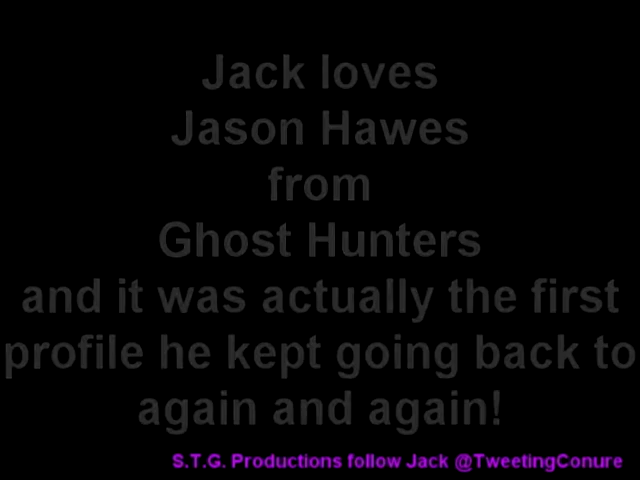 Jack loves
Jason Hawes
from
Ghost Hunters
and it was actually the first
profile he kept going back to
again and again!
S.T.G. Productions follow Jack @TweetingConure